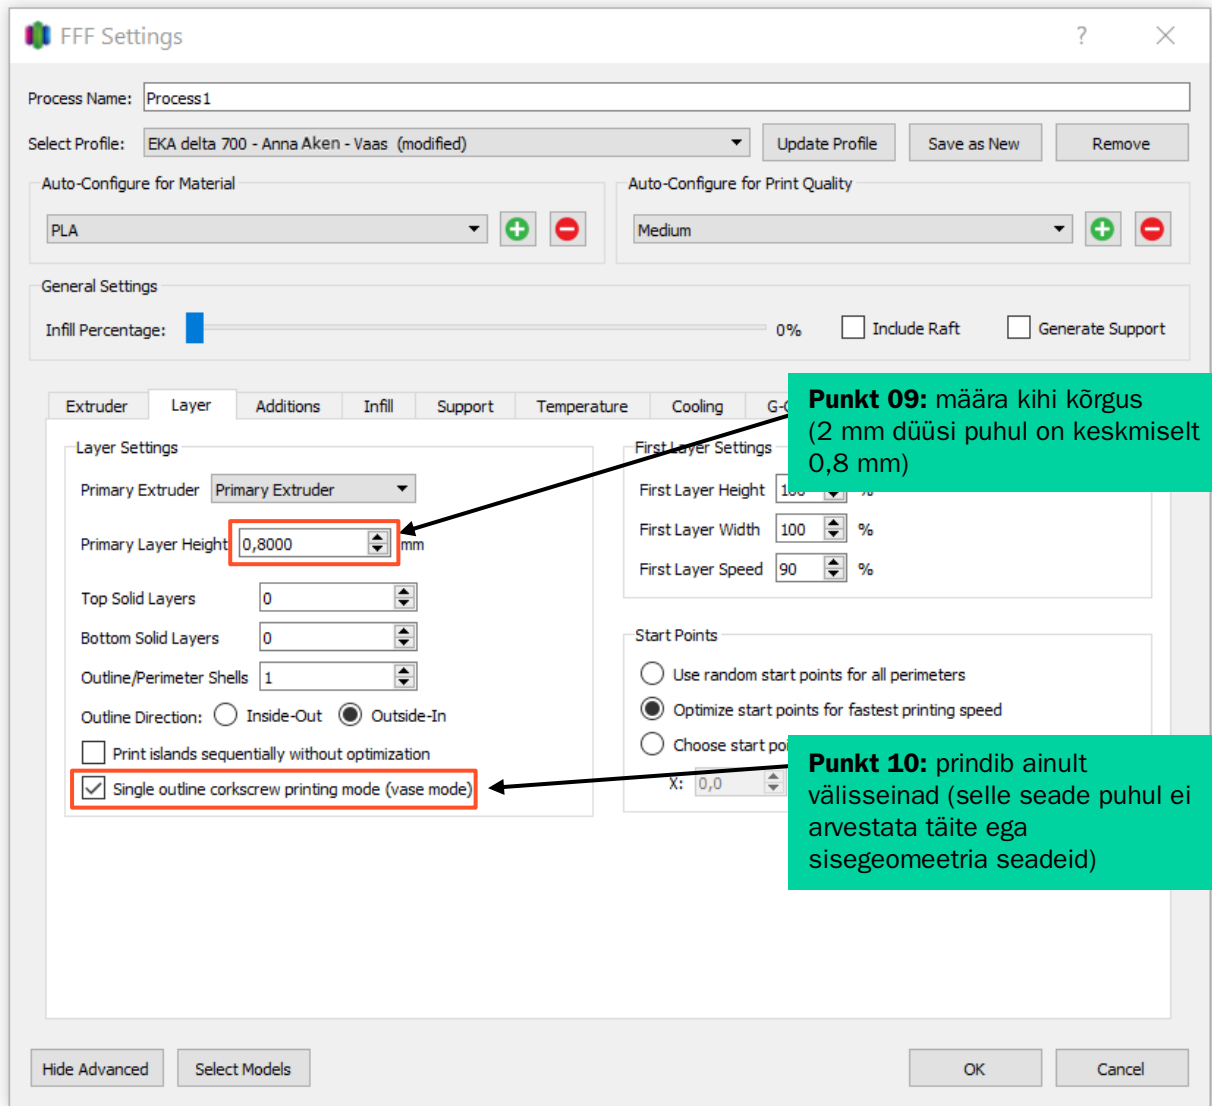 FFF Settings ?
Process Name: Process1
Select Profile: EKA delta 700 - Anna Aken - Vaas (modified) Update Profile Save as New Remove
Auto-Configure for Material
PLA
Auto-Configure for Print Quality
Medium
General Settings
Infill Percentage: 0% Include Raft Generate Support
Extruder Layer Additions Infill Support Temperature Cooling
Layer Settings
Primary Extruder Primary Extruder
Primary Layer Height 0,8000 mm
Top Solid Layers 0
Bottom Solid Layers 0
Outline/Perimeter Shells 1
Outline Direction: Inside-Out Outside-In
Print islands sequentially without optimization
Single outline corkscrew printing mode (vase mode)
First Layer Settings
First Layer Height
First Layer Width 100 %
First Layer Speed 90 %
Start Points
Use random start points for all perimeters
Optimize start points for fastest printing speed
Choose start
X: 0,0
Punkt 09: määra kihi kõrgus
(2 mm düüsi puhul on keskmiselt
0,8 mm)
Punkt 10: prindib ainult
välisseinad (selle seade puhul ei
arvestata täite ega
sisegeomeetria seadeid)
Hide Advanced Select Models OK Cancel